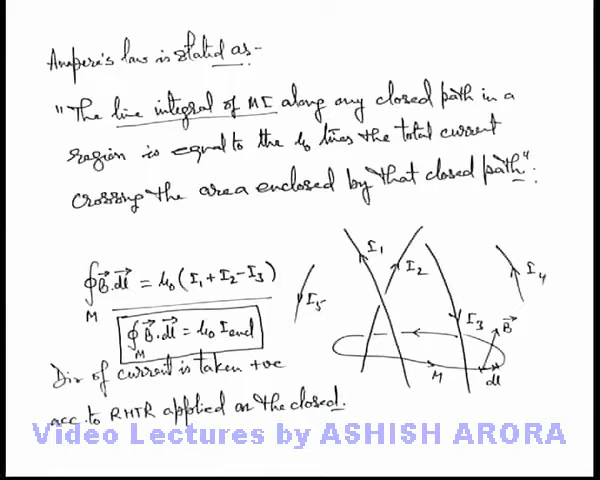 Ampere's law is stated as -
"The line integral of MI along any closed path in a
region is equal to the μ₀ times the total current
crossing the area enclosed by that closed path":
∮B⃗.dl⃗ = μ₀ (I₁ + I₂ - I₃)
M
∮B⃗.dl⃗ = μ₀ I encl
M
Dirⁿ of current is taken +ve
acc. to RHTR applied on the closed.
I₁
I₂
I₃
I₄
I₅
B⃗
M
dl
Video Lectures by ASHISH ARORA